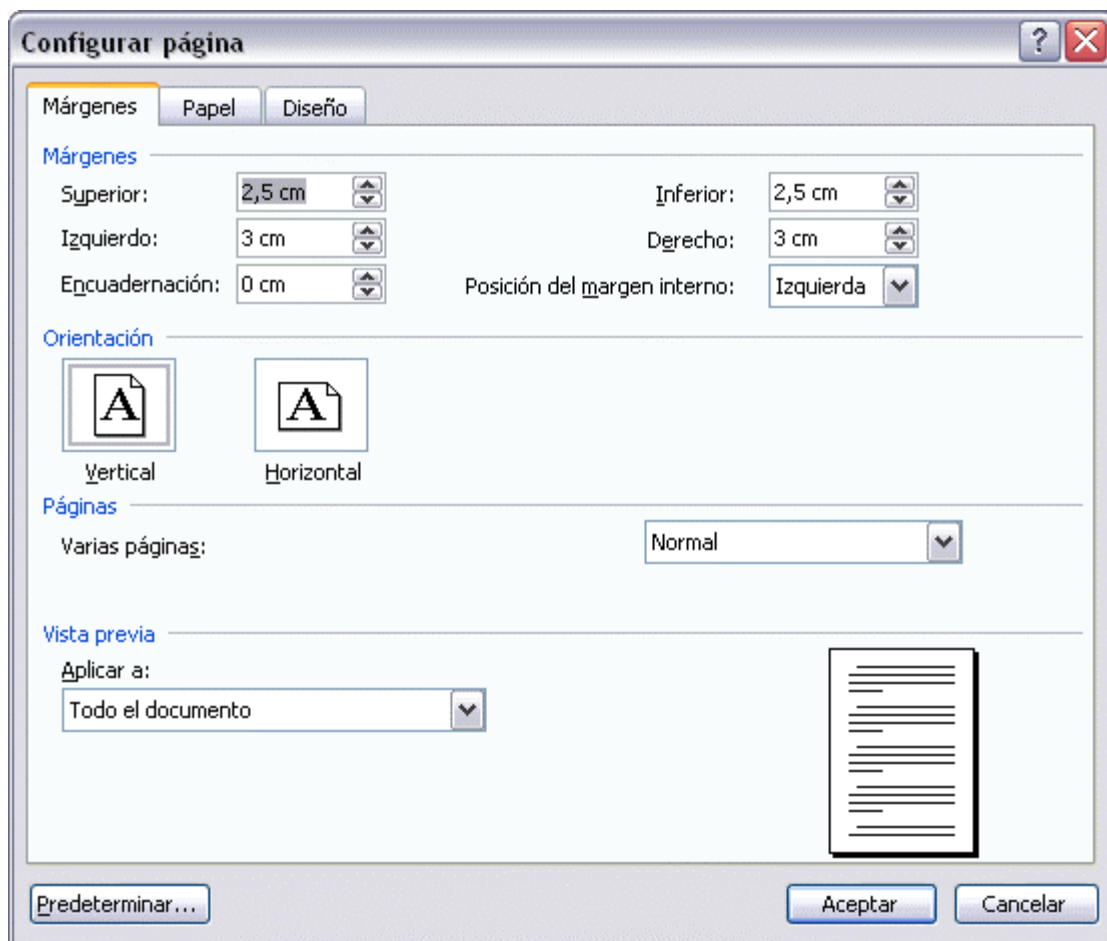 Configurar página
Márgenes Papel Diseño
Márgenes
Superior: 2,5 cm Inferior: 2,5 cm
Izquierdo: 3 cm Derecho: 3 cm
Encuadernación: 0 cm Posición del margen interno: Izquierda
Orientación
A A
Vertical Horizontal
Páginas
Varias páginas: Normal
Vista previa
Aplicar a:
Todo el documento
Predeterminar... Aceptar Cancelar